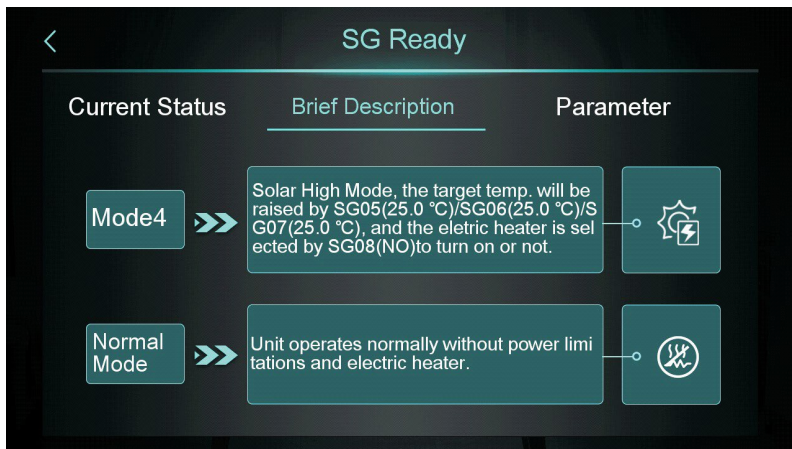 SG Ready
Current Status
Brief Description
Parameter
Mode4
Solar High Mode, the target temp. will be
raised by SG05(25.0 ℃)/SG06(25.0 ℃)/S
G07(25.0 ℃), and the eletric heater is sel
ected by SG08(NO)to turn on or not.
Normal
Mode
Unit operates normally without power limi
tations and electric heater.